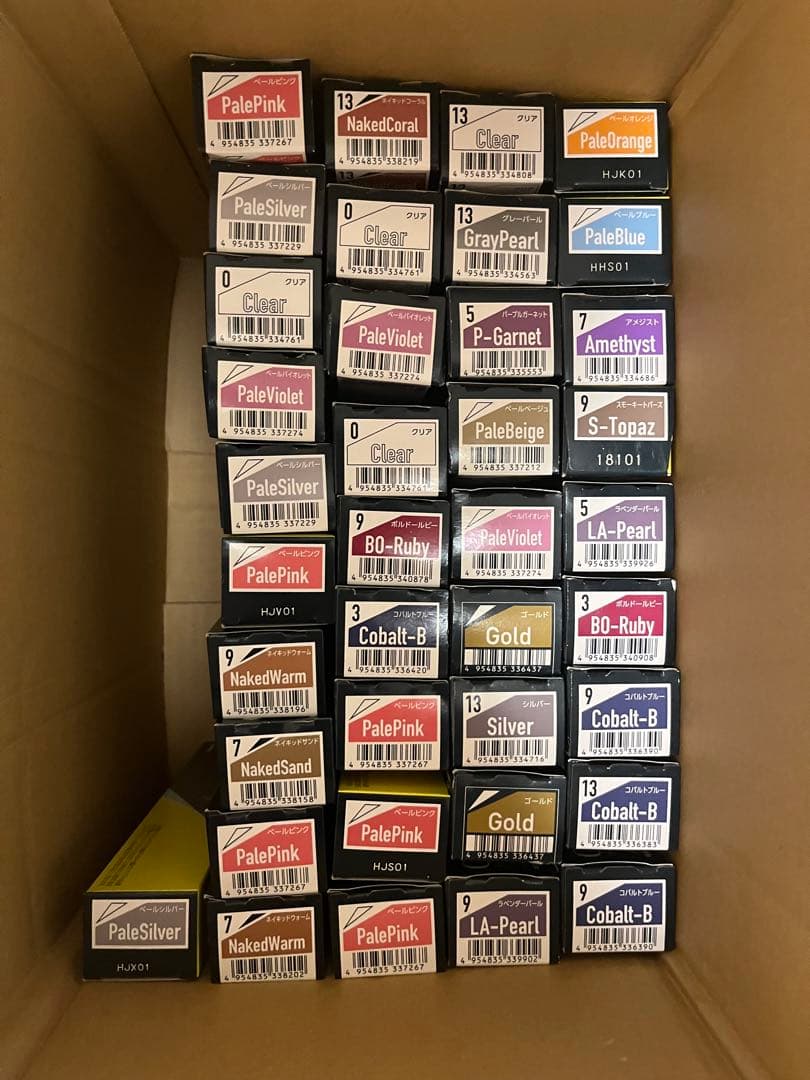 ペールピンク
PalePink
4 954835 337267
ペールシルバー
PaleSilver
4 954835 337229
0
クリア
Clear
4 954835 334761
ペールバイオレット
PaleViolet
4 954835 337274
ペールシルバー
PaleSilver
4 954835 337229
ペールピンク
PalePink
HJV01
9
ネイキッドウォーム
NakedWarm
4 954835 338196
7
ネイキッドサンド
NakedSand
4 954835 338158
ペールピンク
PalePink
4 954835 337267
ペールシルバー
PaleSilver
HJX01
7
ネイキッドウォーム
NakedWarm
4 954835 338202
13
ネイキッドコーラル
NakedCoral
4 954835 338219
0
クリア
Clear
4 954835 334761
ペールバイオレット
PaleViolet
4 954835 337274
0
クリア
Clear
4 954835 334761
9
ボルドールビー
BO-Ruby
4 954835 340878
3
コバルトブルー
Cobalt-B
4 954835 336420
ペールピンク
PalePink
4 954835 337267
ペールピンク
PalePink
HJS01
ペールピンク
PalePink
4 954835 337267
13
クリア
Clear
4 954835 334808
13
グレーパール
GrayPearl
4 954835 334563
5
パープルガーネット
P-Garnet
4 954835 335553
ペールベージュ
PaleBeige
4 954835 337212
ペールバイオレット
PaleViolet
4 954835 337274
ゴールド
Gold
4 954835 336437
13
シルバー
Silver
4 954835 334716
ゴールド
Gold
4 954835 336437
9
ラベンダーパール
LA-Pearl
4 954835 339902
ペールオレンジ
PaleOrange
HJK01
ペールブルー
PaleBlue
HHS01
7
アメジスト
Amethyst
4 954835 334686
9
スモーキートパーズ
S-Topaz
18101
5
ラベンダーパール
LA-Pearl
4 954835 339926
3
ボルドールビー
BO-Ruby
4 954835 340908
9
コバルトブルー
Cobalt-B
4 954835 336390
13
コバルトブルー
Cobalt-B
4 954835 336383
9
コバルトブルー
Cobalt-B
4 954835 336390